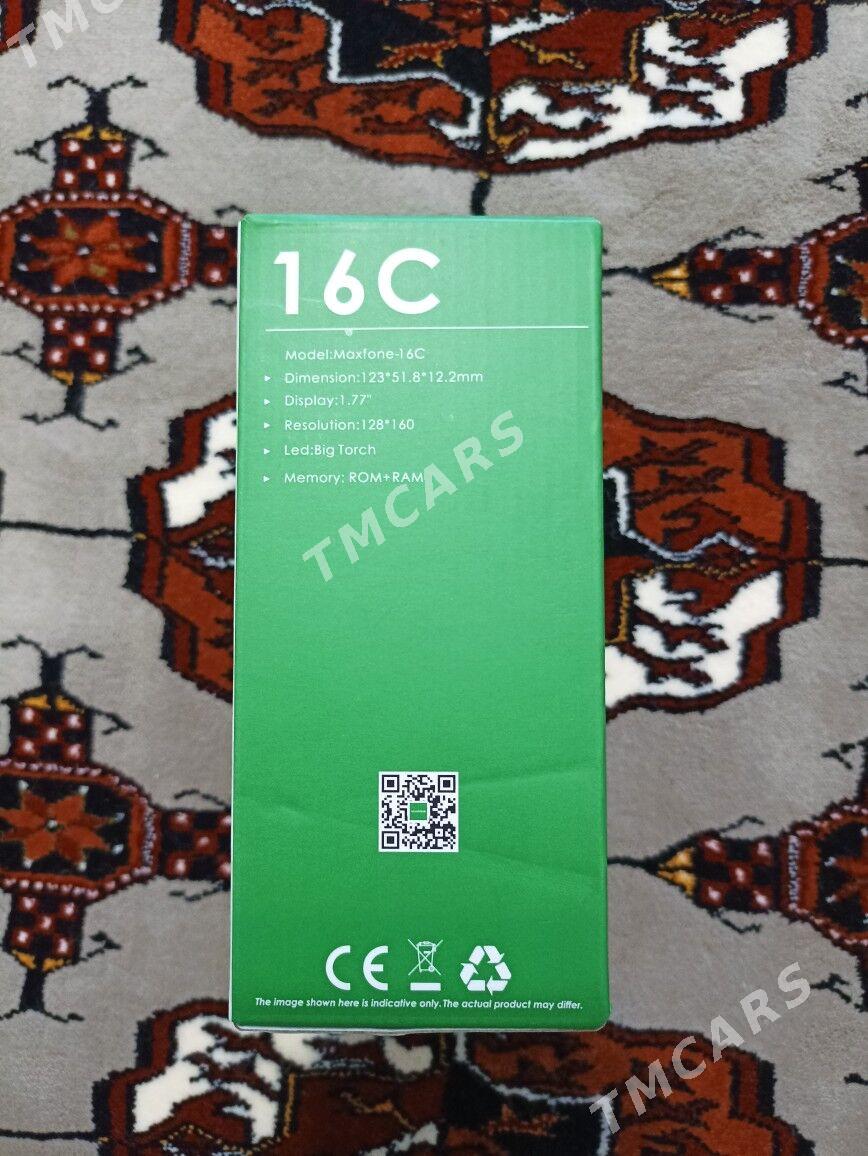 TMCARS
16C
Model:Maxfone-16C
▸ Dimension:123*51.8*12.2mm
▸ Display:1.77"
▸ Resolution:128*160
▸ Led:Big Torch
▸ Memory: ROM+RAM
TMCARS
CE
The image shown here is indicative only. The actual product may differ.
TMCARS